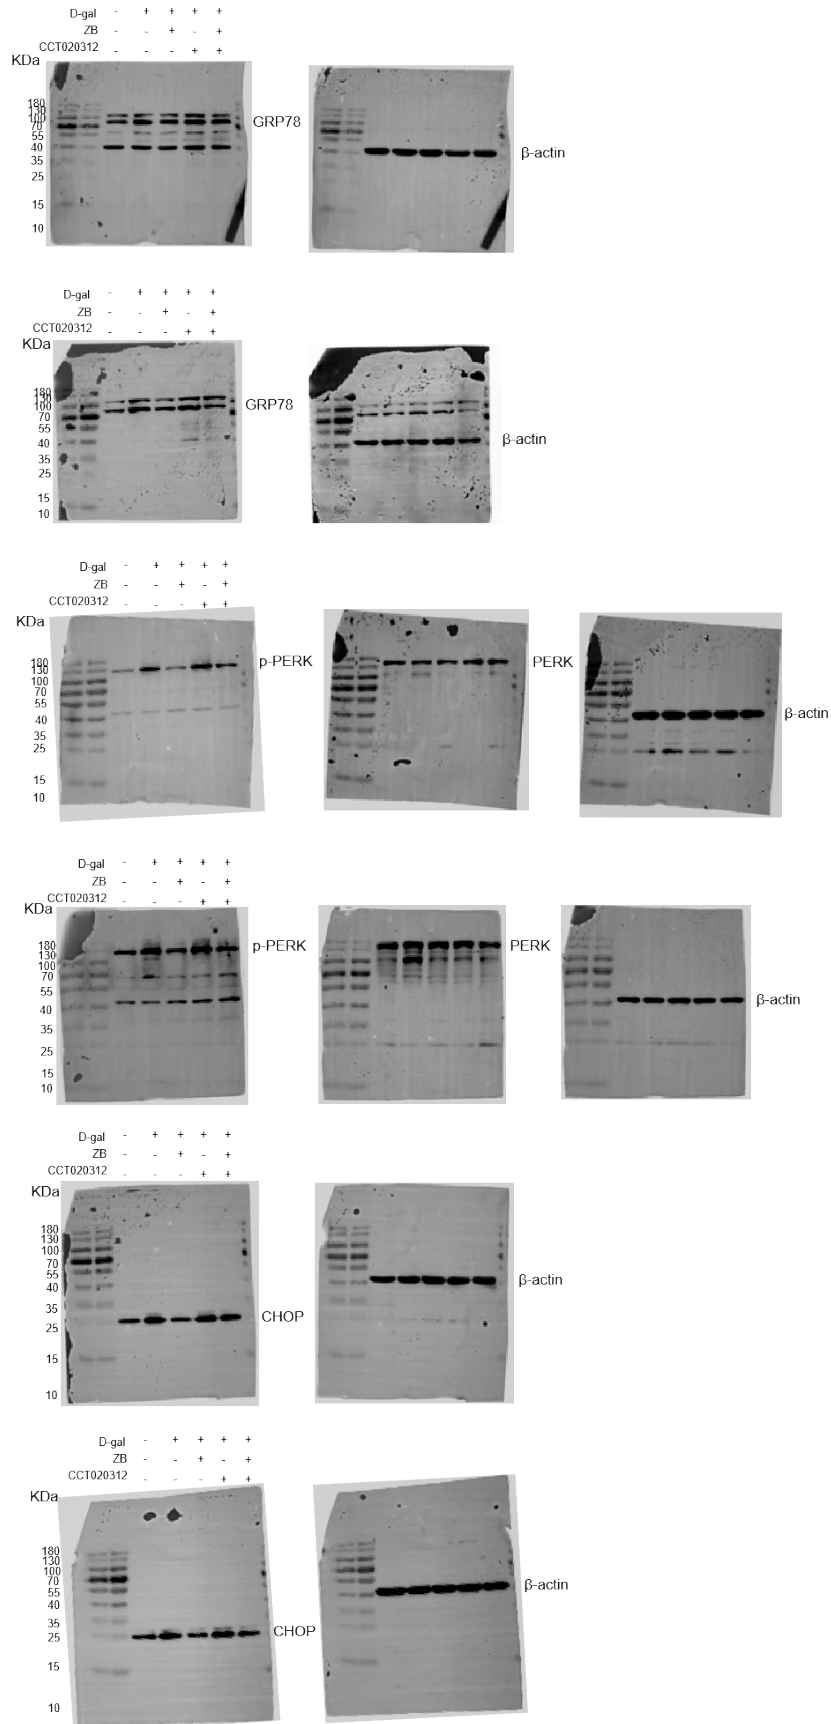 D-gal - + + + +
ZB - - + - +
CCT020312 - - - + +
KDa
180
130
100
70
55
40
35
25
15
10
GRP78
β-actin
D-gal - + + + +
ZB - - + - +
CCT020312 - - - + +
KDa
180
130
100
70
55
40
35
25
15
10
GRP78
β-actin
D-gal - + + + +
ZB - - + - +
CCT020312 - - - + +
KDa
180
130
100
70
55
40
35
25
15
10
p-PERK
PERK
β-actin
D-gal - + + + +
ZB - - + - +
CCT020312 - - - + +
KDa
180
130
100
70
55
40
35
25
15
10
p-PERK
PERK
β-actin
D-gal - + + + +
ZB - - + - +
CCT020312 - - - + +
KDa
180
130
100
70
55
40
35
25
15
10
CHOP
β-actin
D-gal - + + + +
ZB - - + - +
CCT020312 - - - + +
KDa
180
130
100
70
55
40
35
25
15
10
CHOP
β-actin